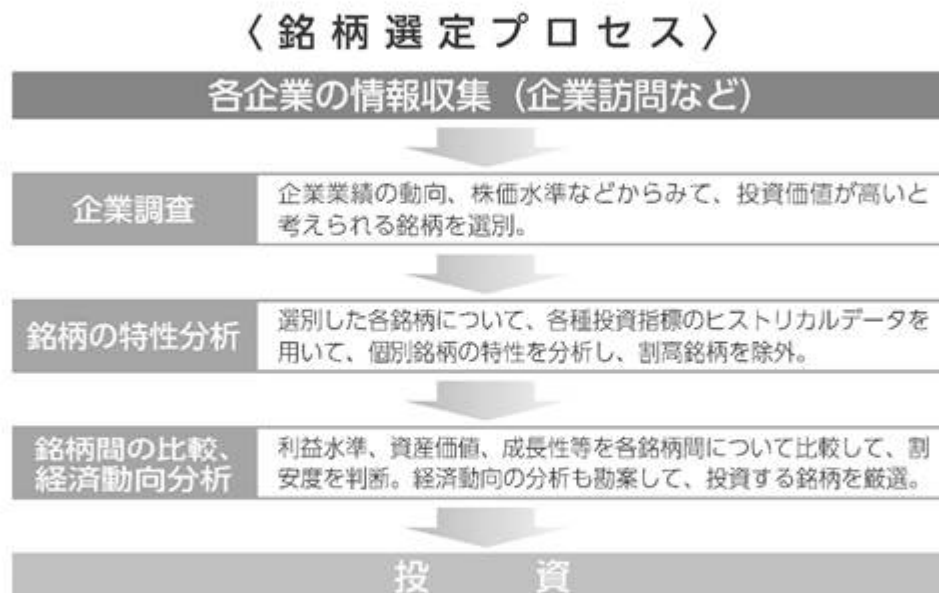 〈銘柄選定プロセス〉
各企業の情報収集（企業訪問など）
企業調査
企業業績の動向、株価水準などからみて、投資価値が高いと
考えられる銘柄を選別。
銘柄の特性分析
選別した各銘柄について、各種投資指標のヒストリカルデータを
用いて、個別銘柄の特性を分析し、割高銘柄を除外。
銘柄間の比較、
経済動向分析
利益水準、資産価値、成長性等を各銘柄間について比較して、割
安度を判断。経済動向の分析も勘案して、投資する銘柄を厳選。
投　資